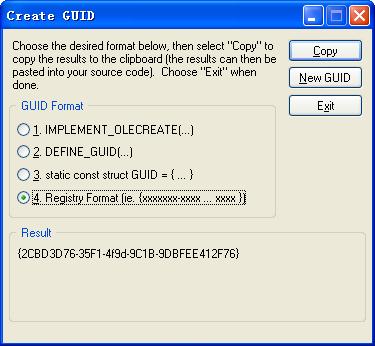 Create GUID
Choose the desired format below, then select "Copy" to
copy the results to the clipboard (the results can then be
pasted into your source code).  Choose "Exit" when
done.
Copy
New GUID
Exit
GUID Format
1. IMPLEMENT_OLECREATE(...)
2. DEFINE_GUID(...)
3. static const struct GUID = { ... }
4. Registry Format (ie. {xxxxxxx-xxxx ... xxxx })
Result
{2CBD3D76-35F1-4f9d-9C1B-9DBFEE412F76}